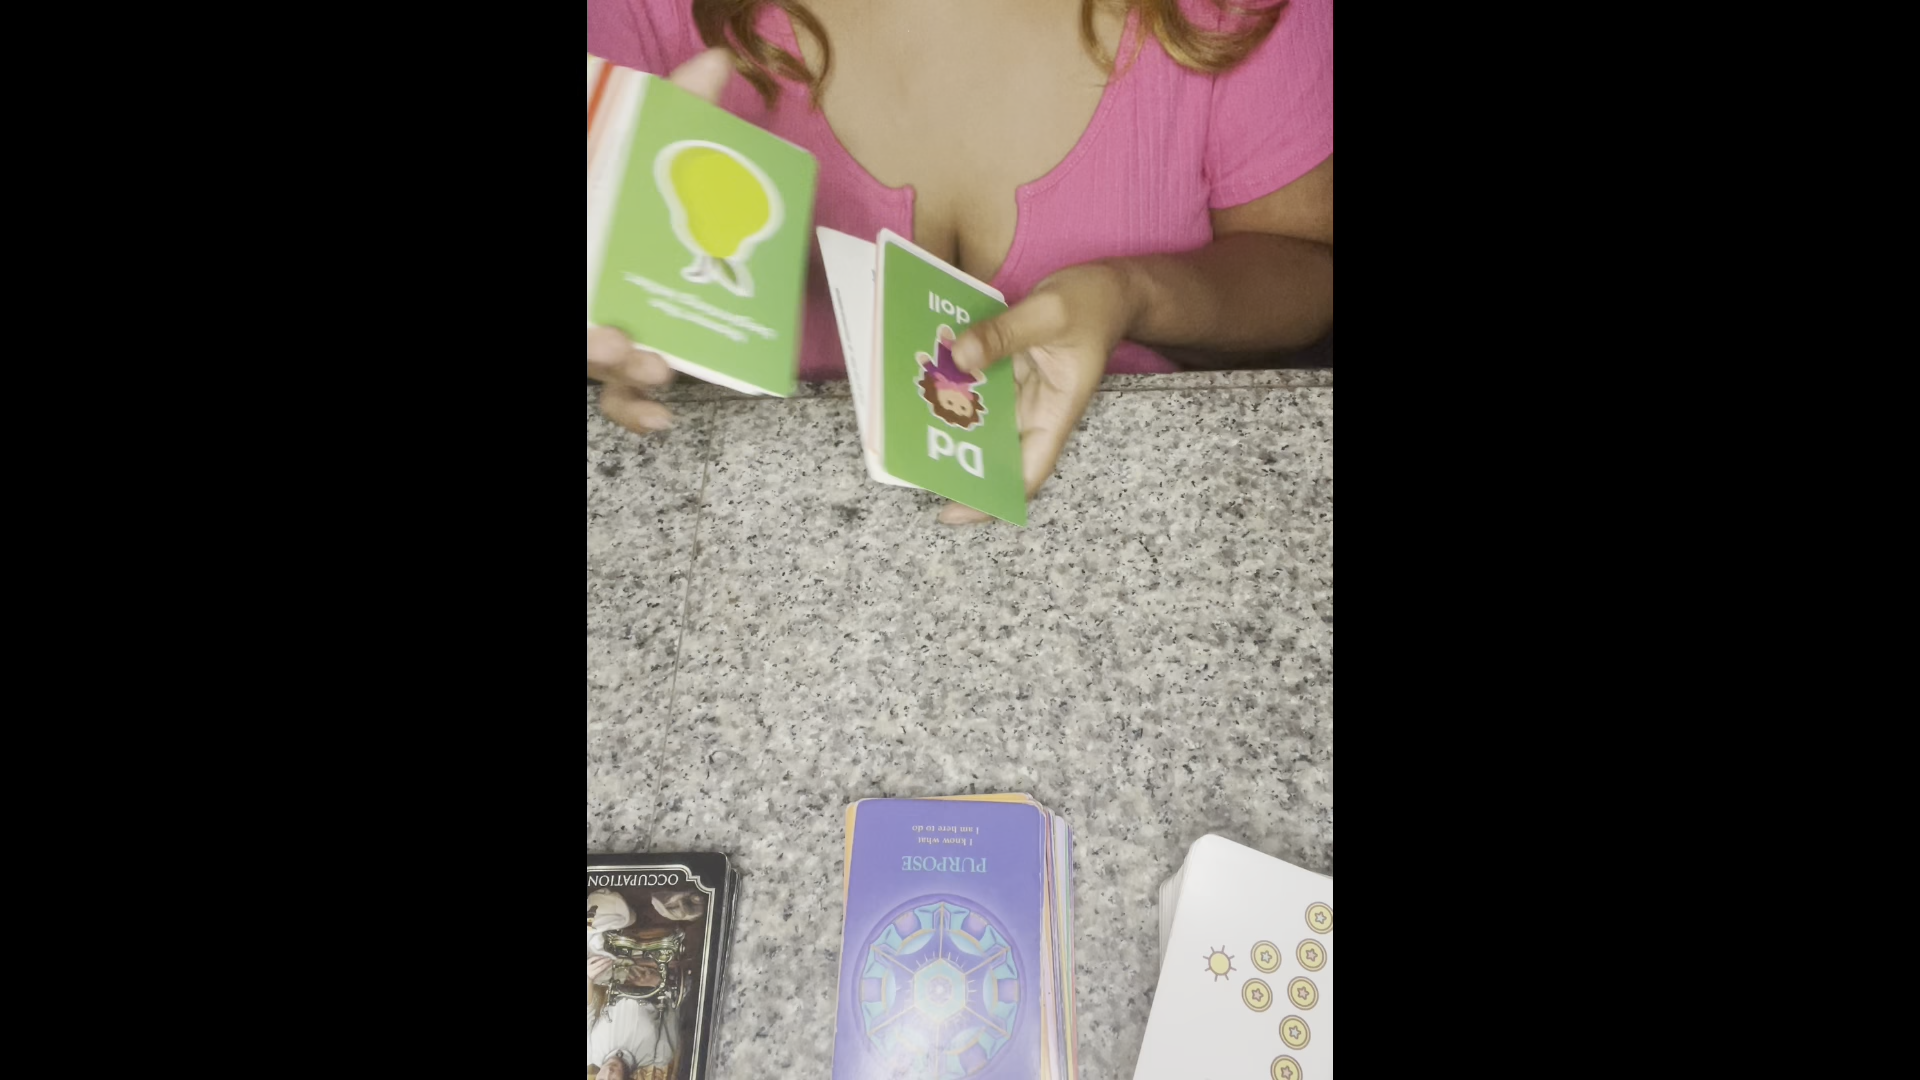 doll
Dd
PURPOSE
I know what
I am here to do
OCCUPATION